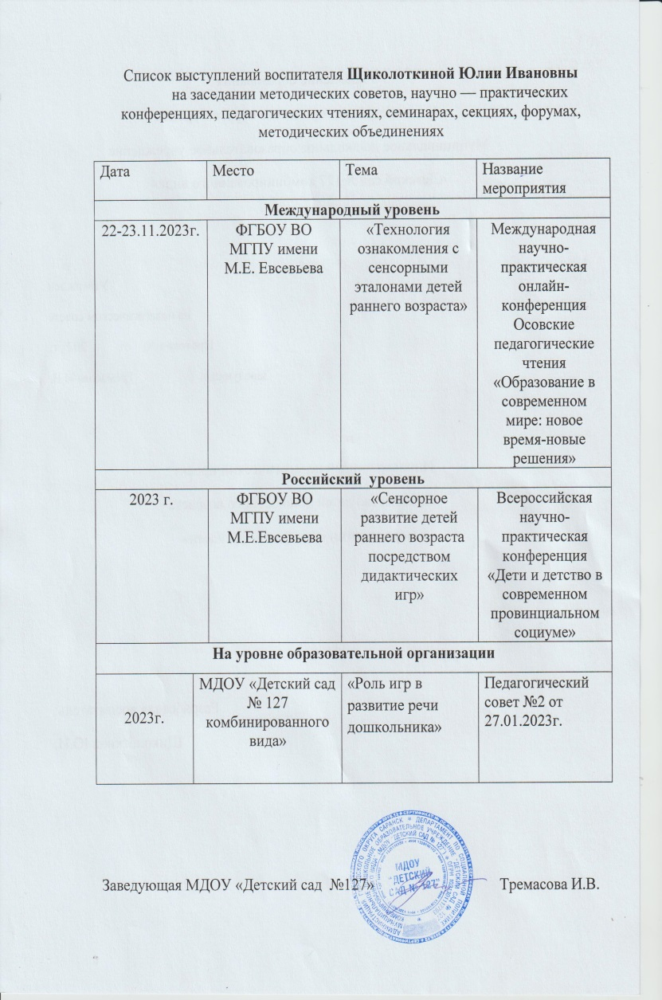 Список выступлений воспитателя Щиколоткиной Юлии Ивановны
на заседании методических советов, научно — практических
конференциях, педагогических чтениях, семинарах, секциях, форумах,
методических объединениях
Дата Место Тема Название
мероприятия
Международный уровень
22-23.11.2023г. ФГБОУ ВО «Технология Международная
МГПУ имени ознакомления с научно-
М.Е. Евсевьева сенсорными практическая
эталонами детей онлайн-
раннего возраста» конференция
Осовские
педагогические
чтения
«Образование в
современном
мире: новое
время-новые
решения»
Российский уровень
2023 г. ФГБОУ ВО «Сенсорное Всероссийская
МГПУ имени развитие детей научно-
М.Е.Евсевьева раннего возраста практическая
посредством конференция
дидактических «Дети и детство в
игр» современном
провинциальном
социуме»
На уровне образовательной организации
2023г. МДОУ «Детский сад «Роль игр в Педагогический
№ 127 развитие речи совет №2 от
комбинированного дошкольника» 27.01.2023г.
вида»
Заведующая МДОУ «Детский сад №127» Тремасова И.В.
МДОУ
"ДЕТСКИЙ
САД № 127"